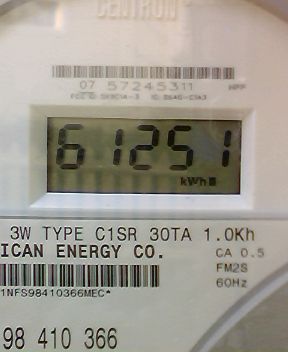 CENTRON
07 57245311
61251
kWh
3W TYPE C1SR 30TA 1.0Kh
ICAN ENERGY CO.
CA 0.5
FM2S
60Hz
1NFS98410366MEC*
98 410 366